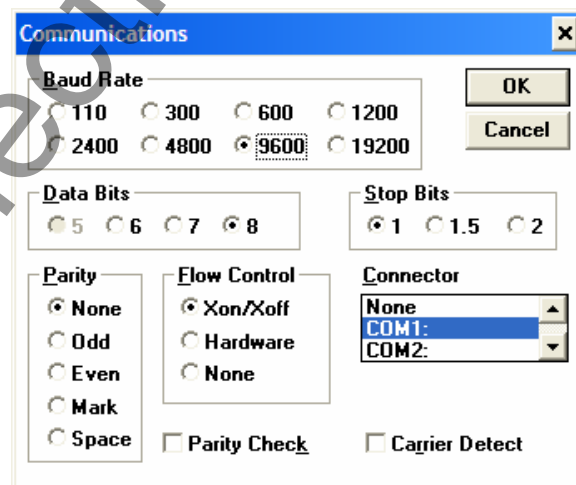 Communications
Baud Rate
110 300 600 1200
2400 4800 9600 19200
OK
Cancel
Data Bits
5 6 7 8
Stop Bits
1 1.5 2
Parity
None
Odd
Even
Mark
Space
Flow Control
Xon/Xoff
Hardware
None
Connector
None
COM1:
COM2:
Parity Check
Carrier Detect